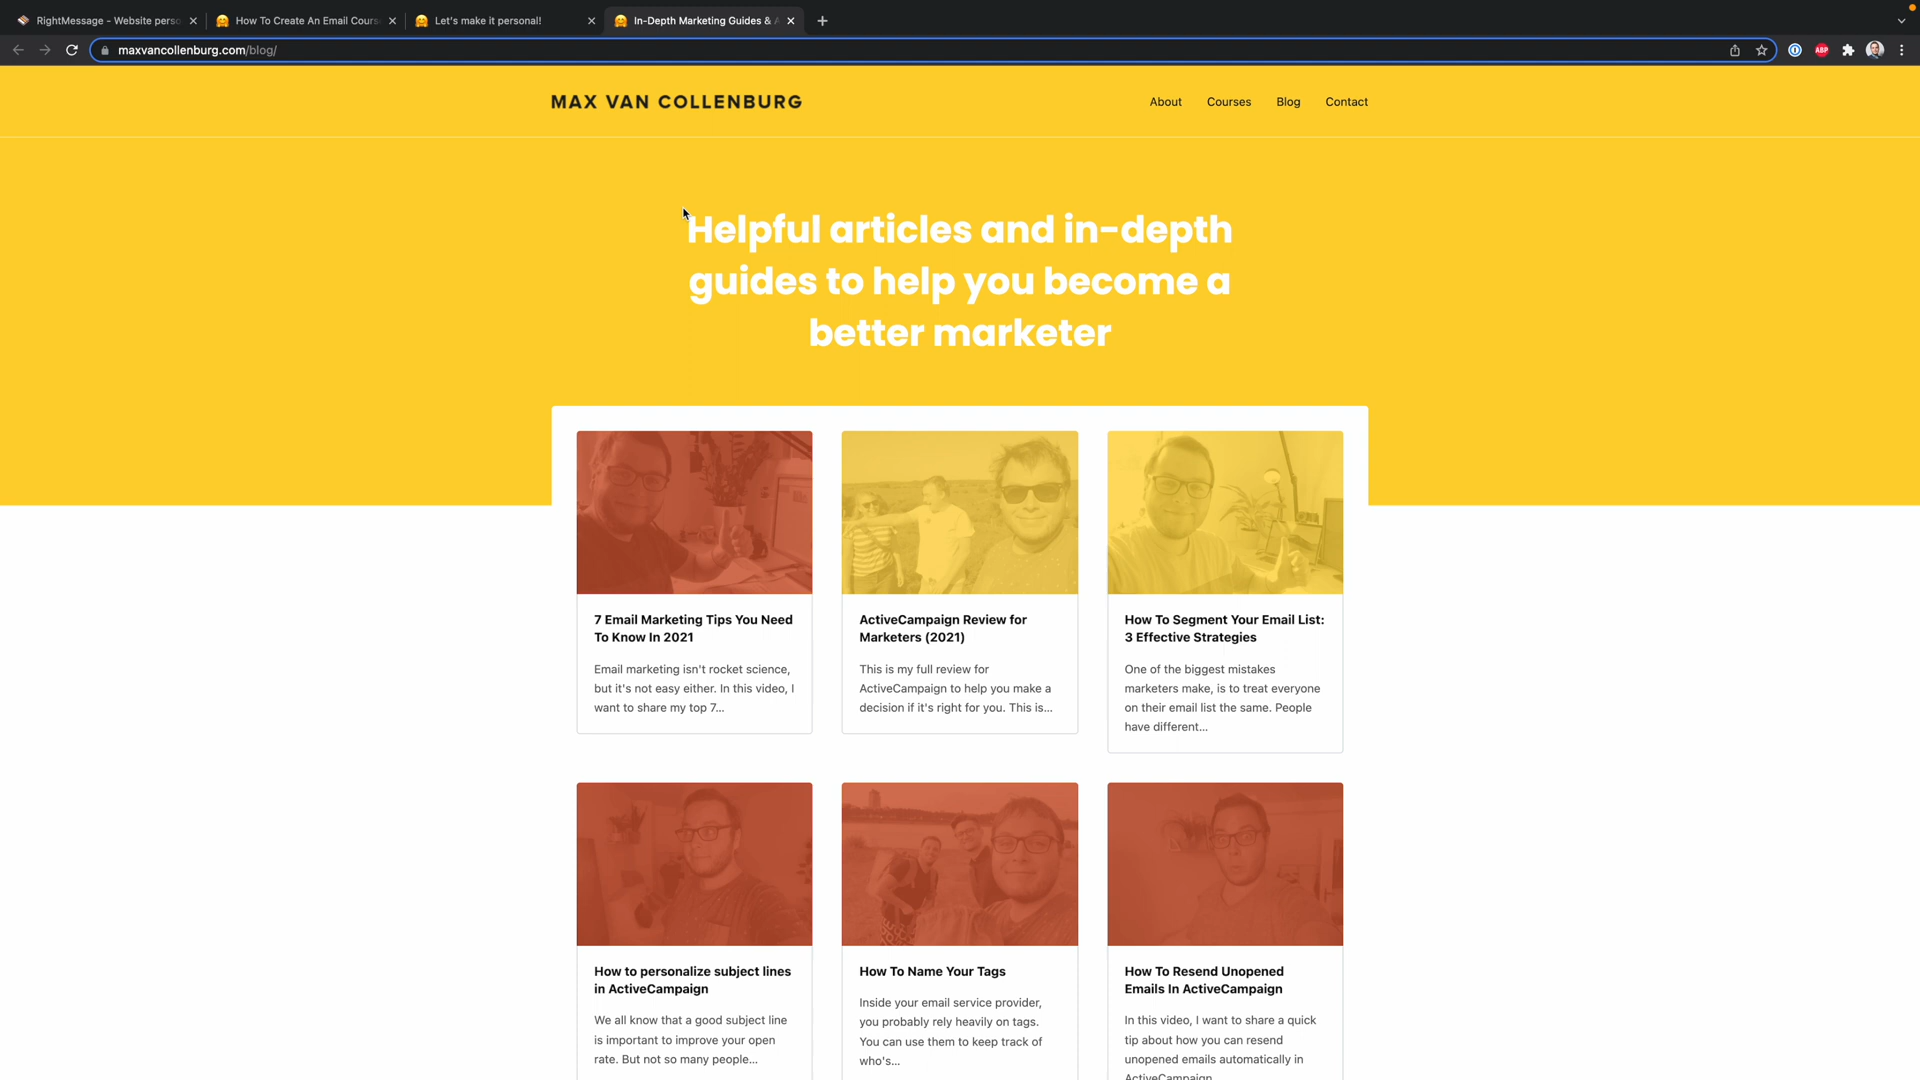 RightMessage - Website perso
How To Create An Email Cours
Let's make it personal!
In-Depth Marketing Guides & A
maxvancollenburg.com/blog/
ABP
MAX VAN COLLENBURG
About
Courses
Blog
Contact
Helpful articles and in-depth
guides to help you become a
better marketer
7 Email Marketing Tips You Need
To Know In 2021
Email marketing isn't rocket science,
but it's not easy either. In this video, I
want to share my top 7...
ActiveCampaign Review for
Marketers (2021)
This is my full review for
ActiveCampaign to help you make a
decision if it's right for you. This is...
How To Segment Your Email List:
3 Effective Strategies
One of the biggest mistakes
marketers make, is to treat everyone
on their email list the same. People
have different...
How to personalize subject lines
in ActiveCampaign
We all know that a good subject line
is important to improve your open
rate. But not so many people...
How To Name Your Tags
Inside your email service provider,
you probably rely heavily on tags.
You can use them to keep track of
who's...
How To Resend Unopened
Emails In ActiveCampaign
In this video, I want to share a quick
tip about how you can resend
unopened emails automatically in
ActiveCampaign